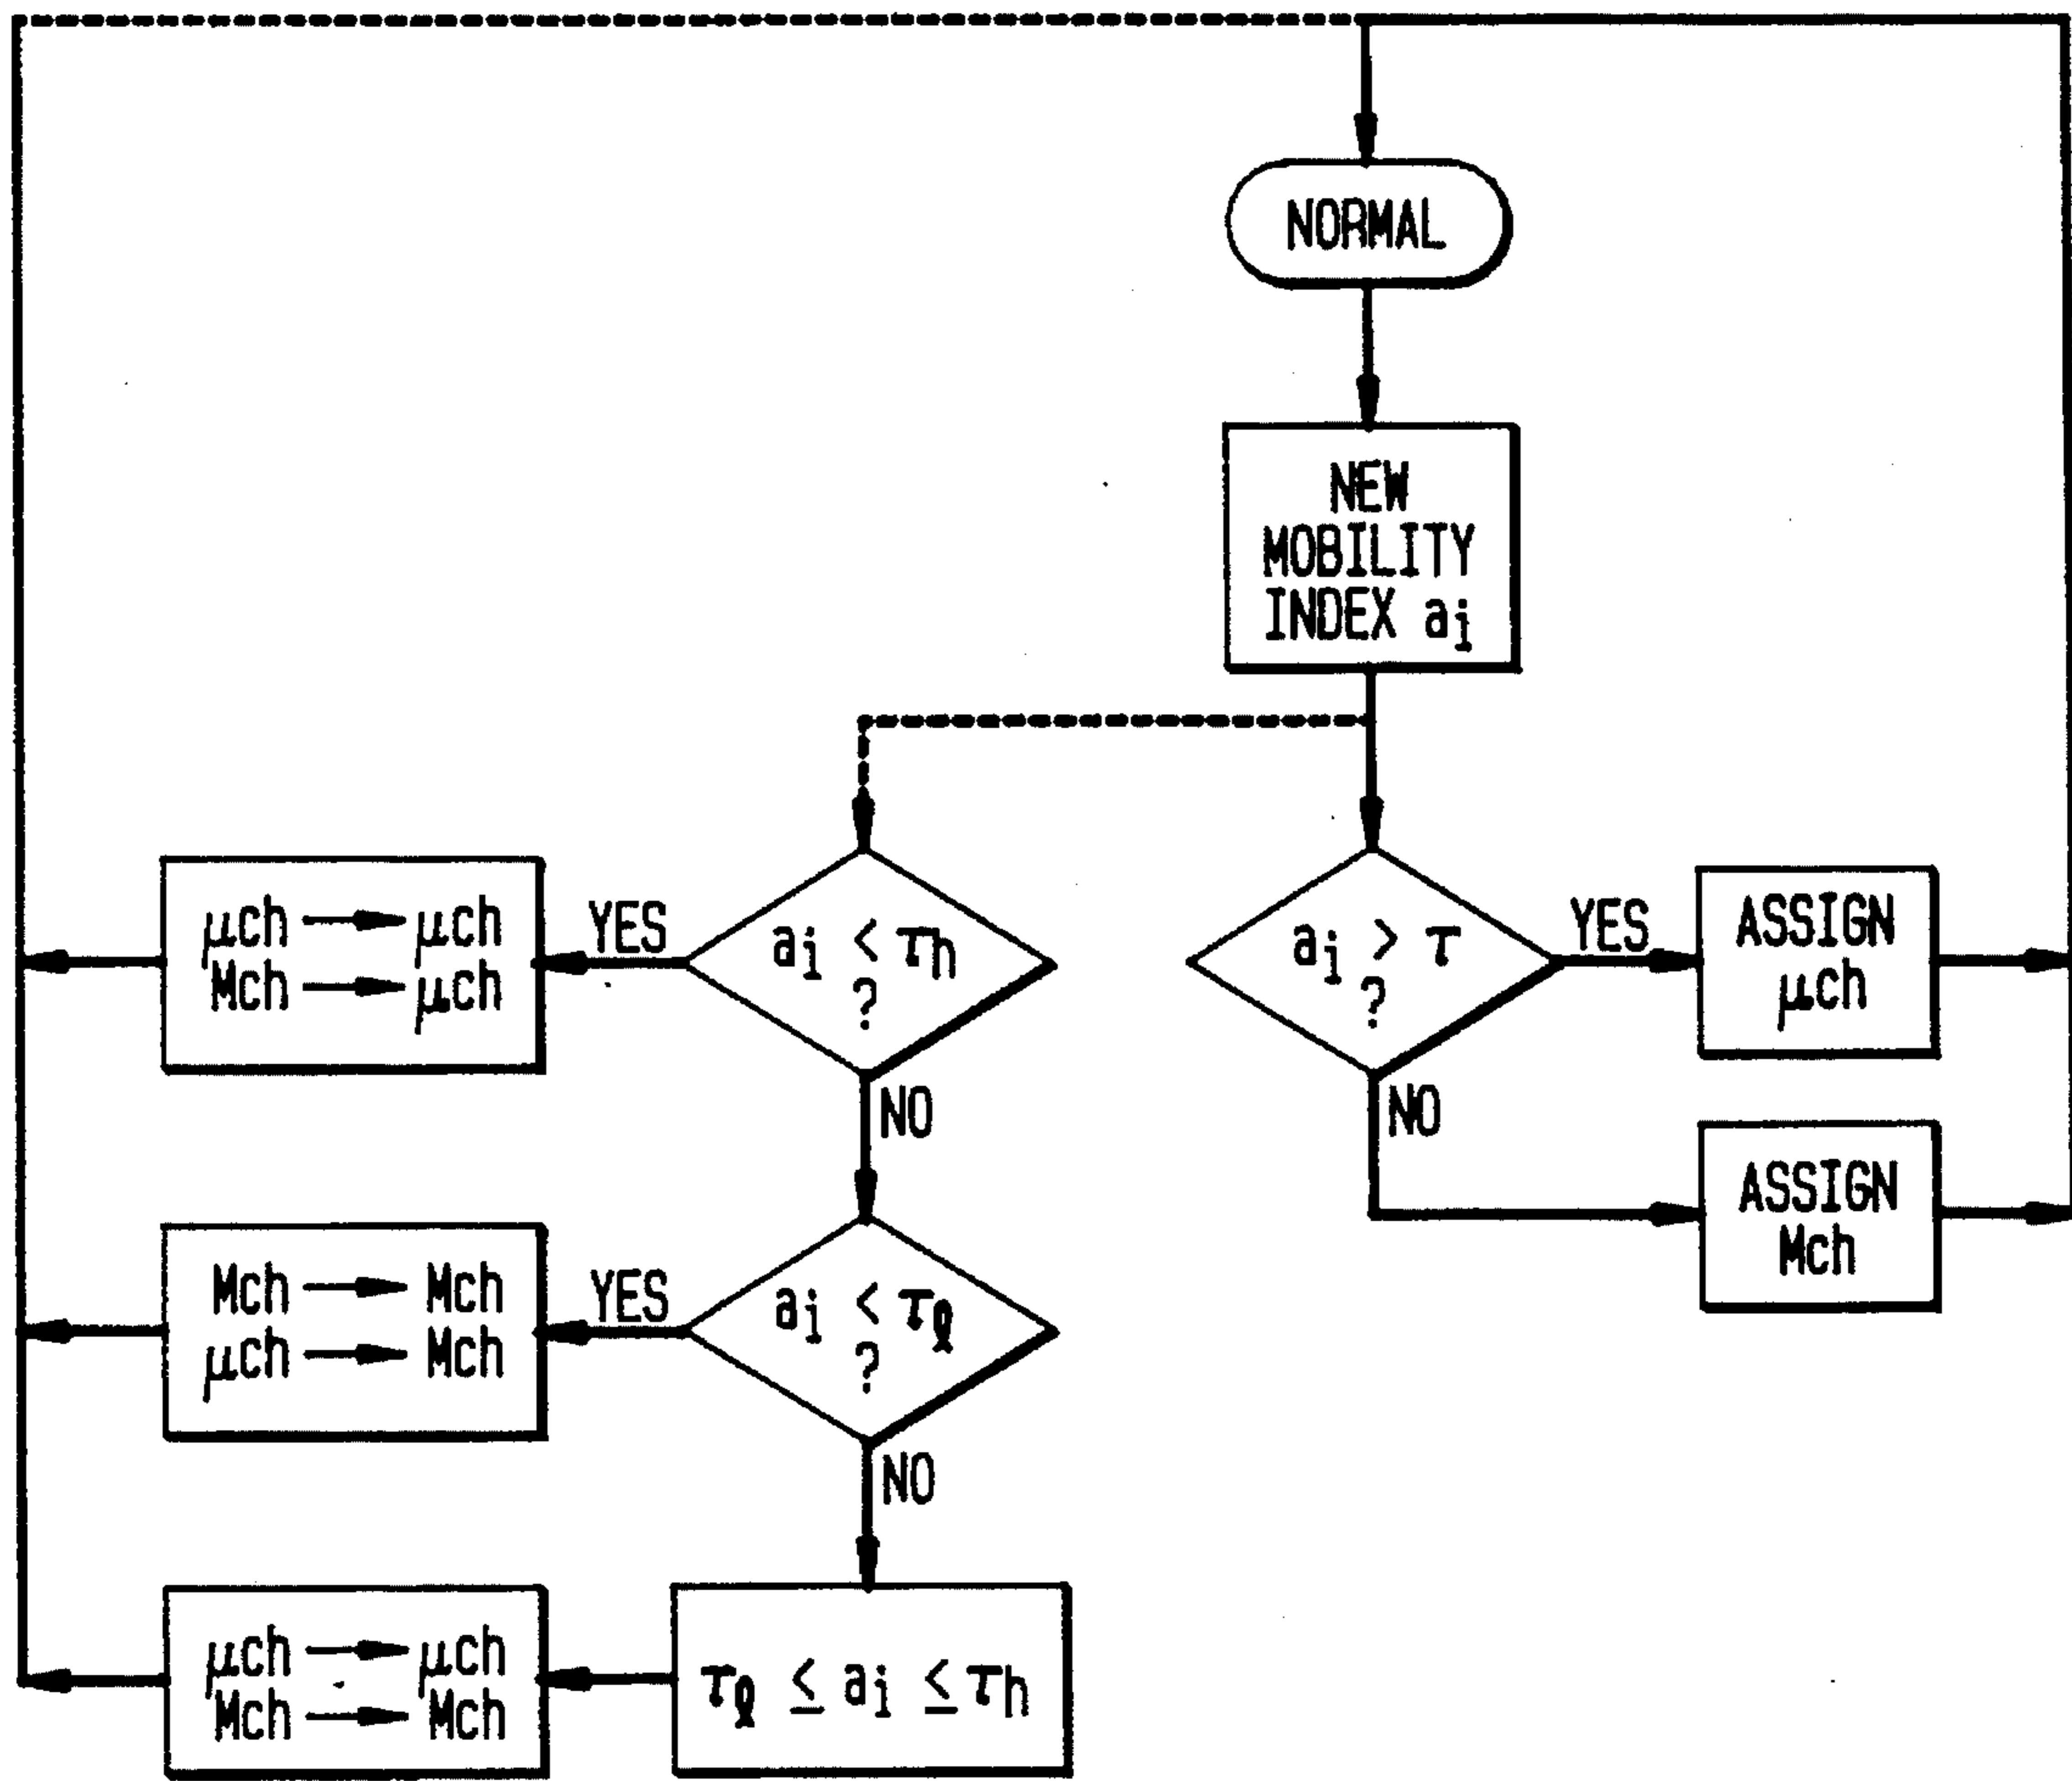 NORMAL
NEW
MOBILITY
INDEX ai
ai < τh
?
YES
NO
μch → μch
Mch → μch
ai > τ
?
YES
NO
ASSIGN
μch
ASSIGN
Mch
ai < τℓ
?
YES
NO
Mch → Mch
μch → Mch
τℓ ≤ ai ≤ τh
μch → μch
Mch → Mch